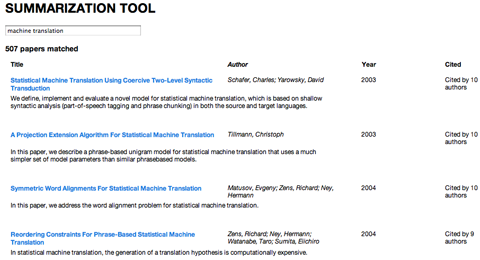 SUMMARIZATION TOOL
machine translation
507 papers matched
Title Author Year Cited
Statistical Machine Translation Using Coercive Two-Level Syntactic Schafer, Charles; Yarowsky, David 2003 Cited by 10
Transduction authors
We define, implement and evaluate a novel model for statistical machine translation, which is based on shallow
syntactic analysis (part-of-speech tagging and phrase chunking) in both the source and target languages.
A Projection Extension Algorithm For Statistical Machine Translation Tillmann, Christoph 2003 Cited by 10
authors
In this paper, we describe a phrase-based unigram model for statistical machine translation that uses a much
simpler set of model parameters than similar phrasebased models.
Symmetric Word Alignments For Statistical Machine Translation Matusov, Evgeny; Zens, Richard; Ney, 2004 Cited by 10
Hermann authors
In this paper, we address the word alignment problem for statistical machine translation.
Reordering Constraints For Phrase-Based Statistical Machine Zens, Richard; Ney, Hermann; 2004 Cited by 9
Translation Watanabe, Taro; Sumita, Eiichiro authors
In statistical machine translation, the generation of a translation hypothesis is computationally expensive.